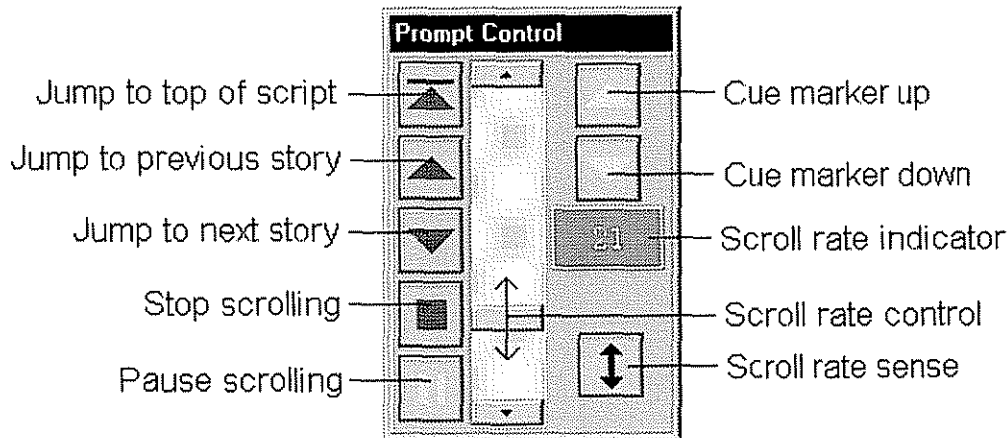 Prompt Control
Jump to top of script
Jump to previous story
Jump to next story
Stop scrolling
Pause scrolling
Cue marker up
Cue marker down
Scroll rate indicator
Scroll rate control
Scroll rate sense